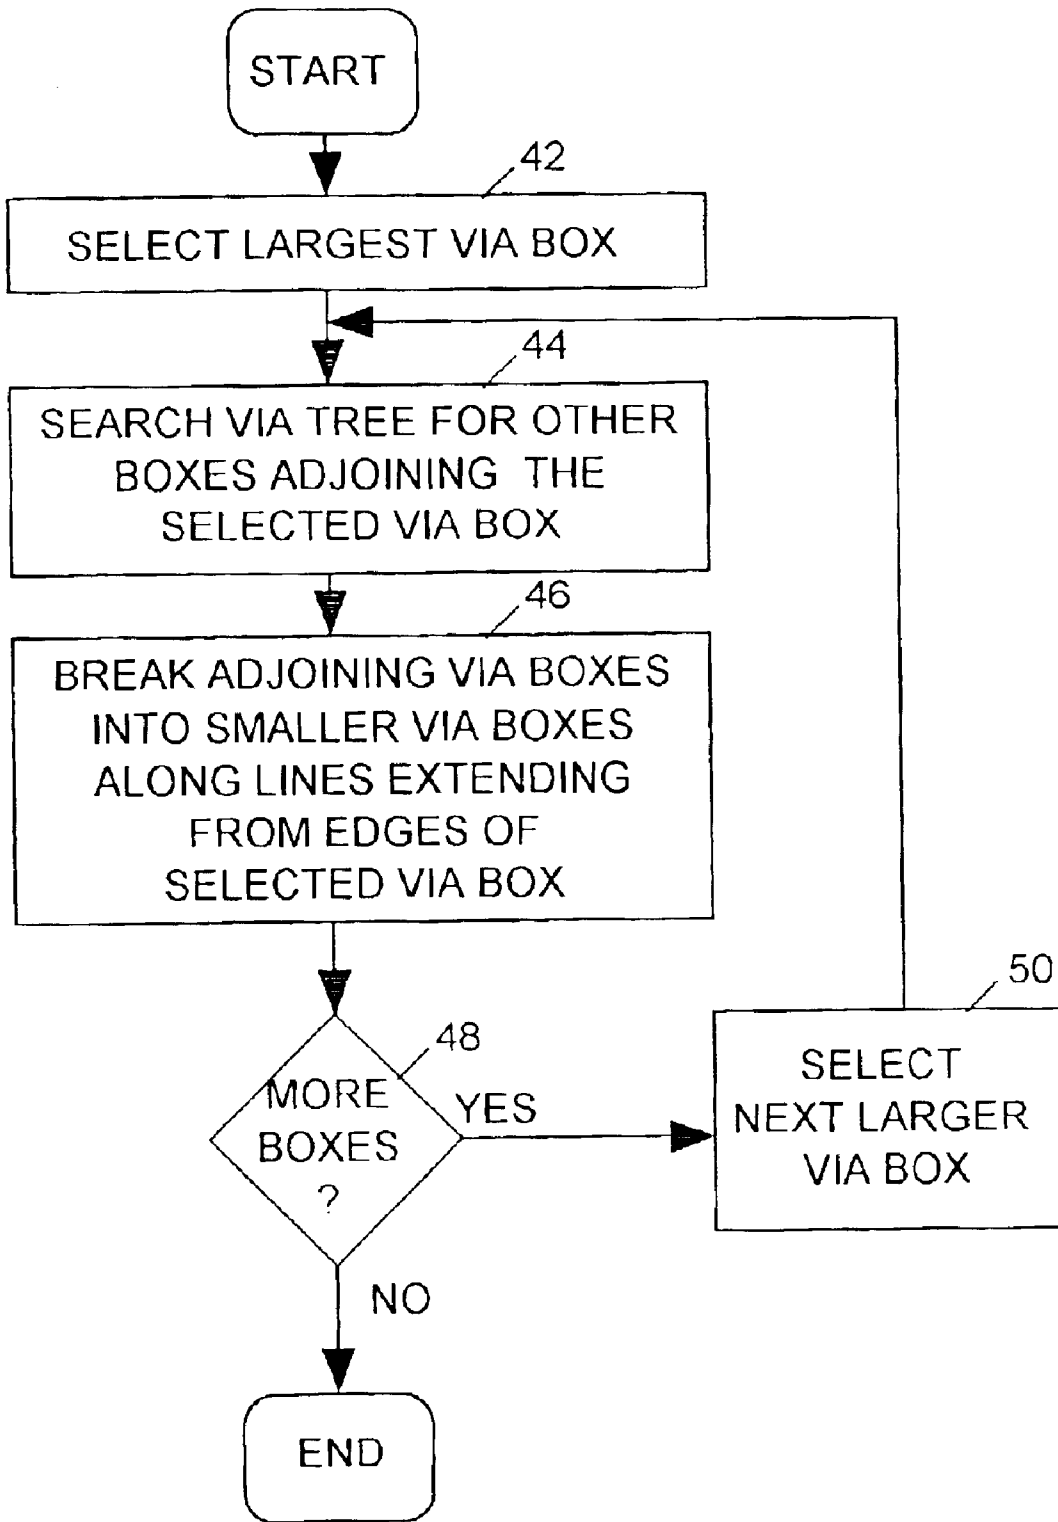 START
42
SELECT LARGEST VIA BOX
44
SEARCH VIA TREE FOR OTHER
BOXES ADJOINING THE
SELECTED VIA BOX
46
BREAK ADJOINING VIA BOXES
INTO SMALLER VIA BOXES
ALONG LINES EXTENDING
FROM EDGES OF
SELECTED VIA BOX
48
MORE
BOXES
?
YES
50
SELECT
NEXT LARGER
VIA BOX
NO
END